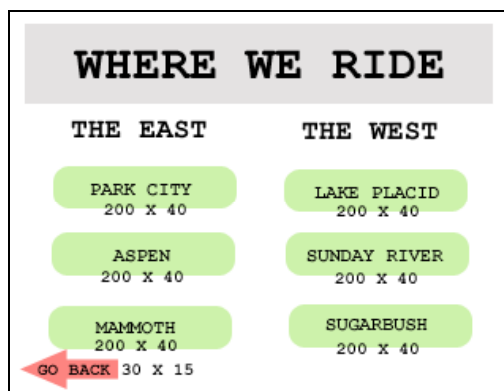 WHERE WE RIDE
THE EAST
THE WEST
PARK CITY
200 X 40
LAKE PLACID
200 X 40
ASPEN
200 X 40
SUNDAY RIVER
200 X 40
MAMMOTH
200 X 40
SUGARBUSH
200 X 40
GO BACK 30 X 15